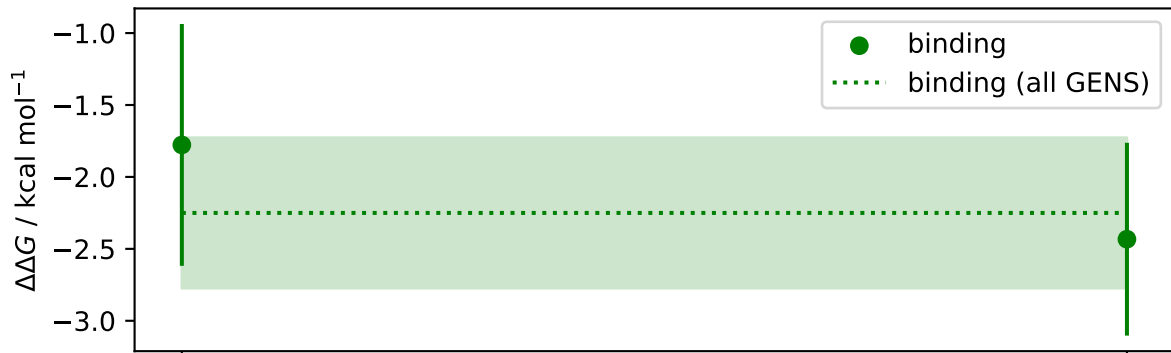 −1.0
−1.5
−2.0
−2.5
−3.0
ΔΔG / kcal mol⁻¹
binding
binding (all GENS)